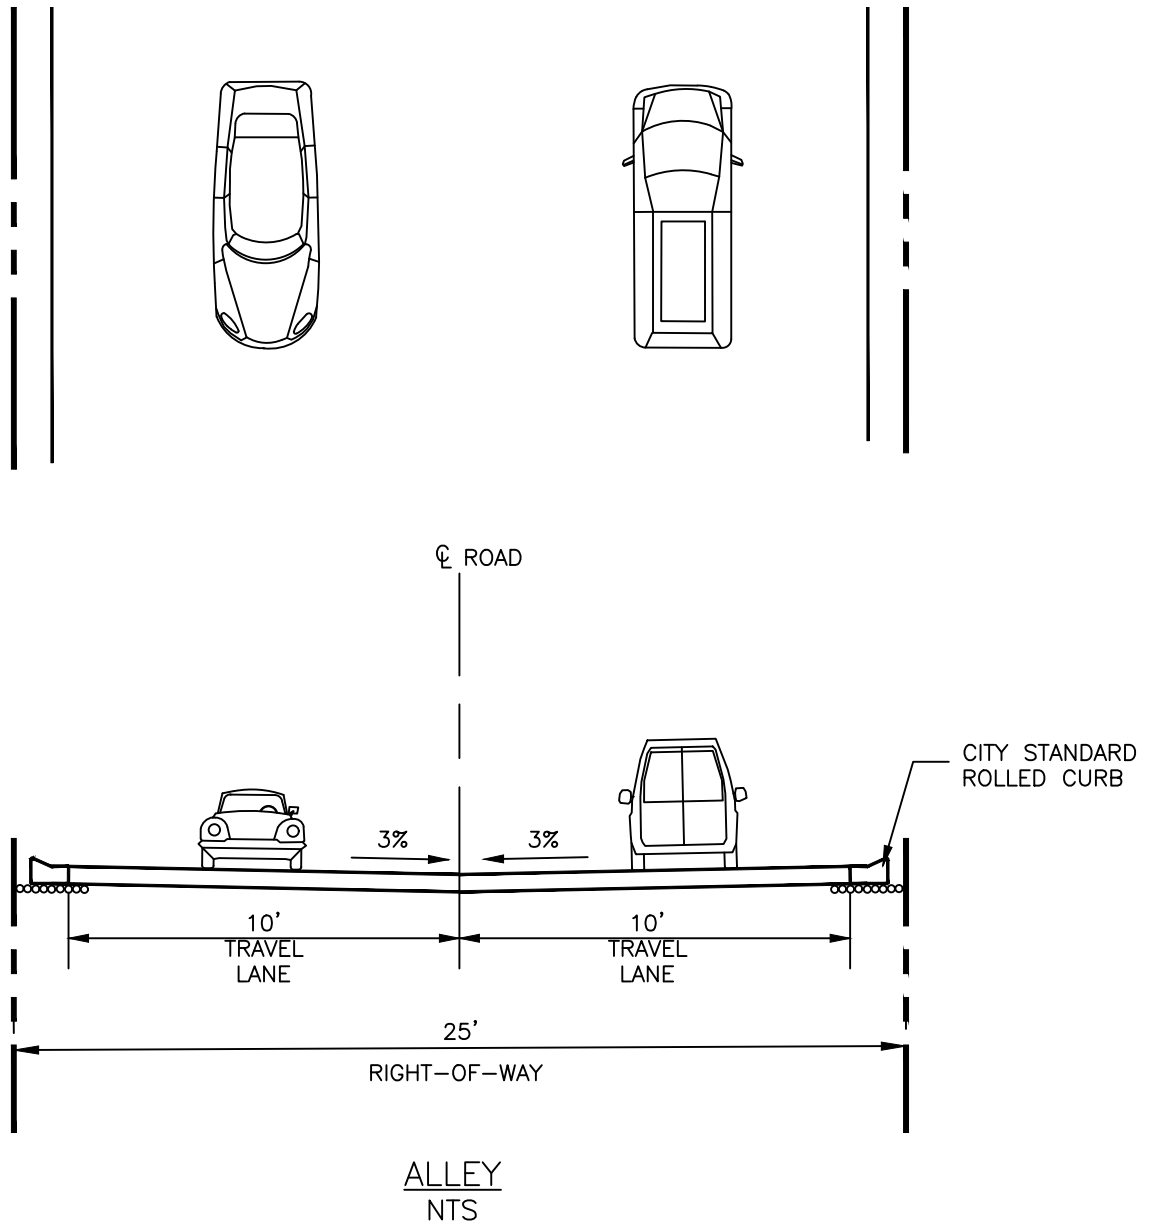 ℄ ROAD
CITY STANDARD
ROLLED CURB
3%
3%
10'
TRAVEL
LANE
10'
TRAVEL
LANE
25'
RIGHT-OF-WAY
ALLEY
NTS